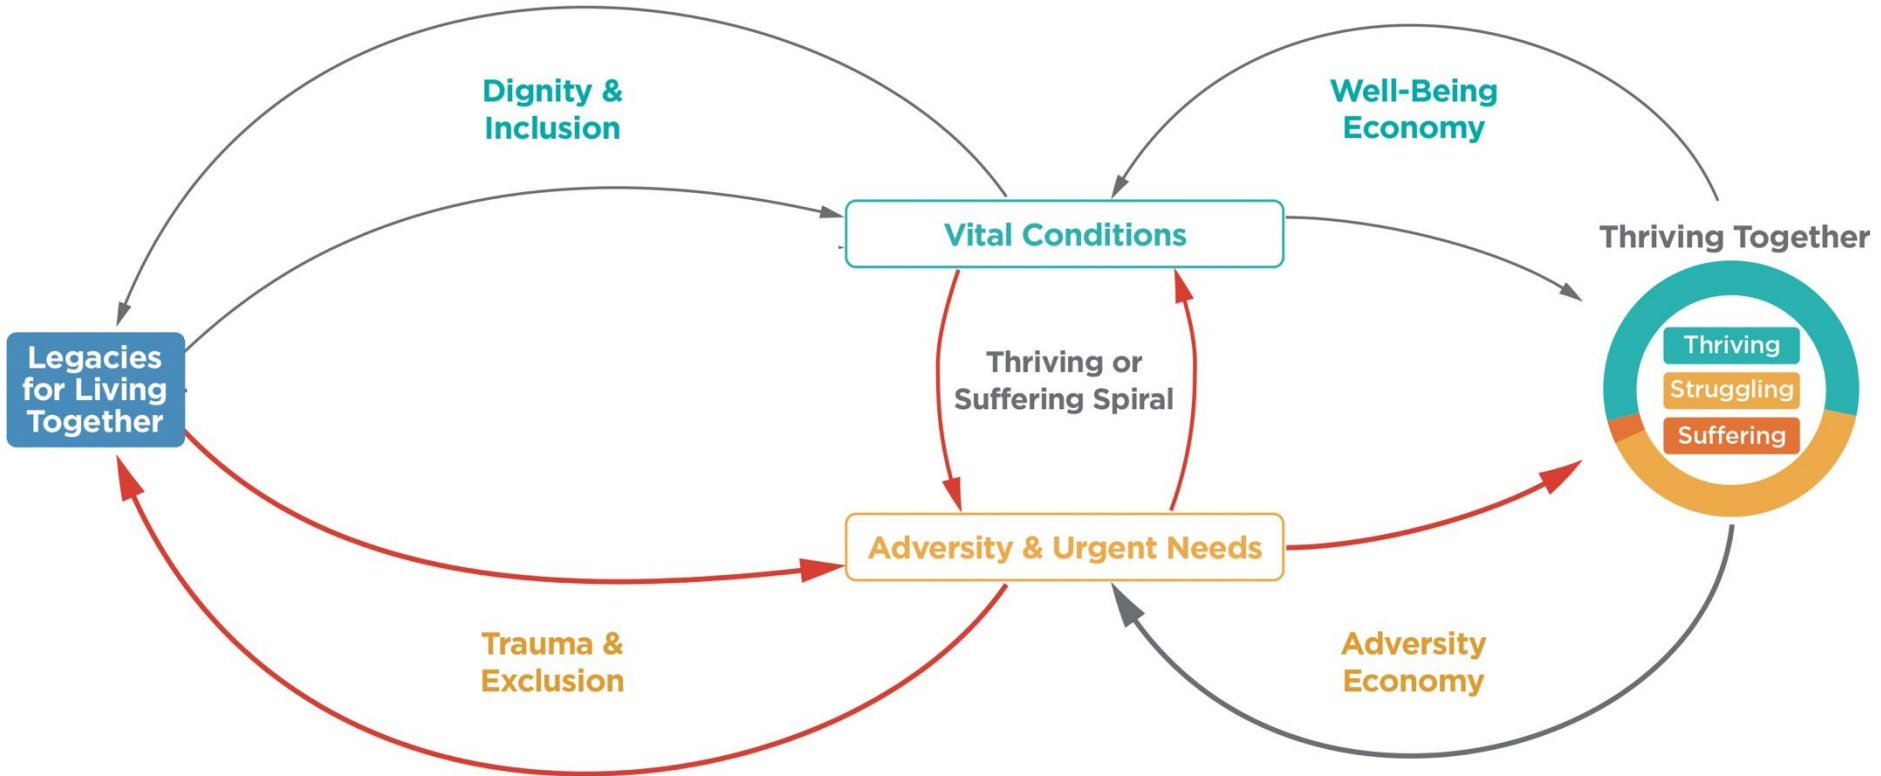 Dignity &
Inclusion
Well-Being
Economy
Vital Conditions
Thriving Together
Legacies
for Living
Together
Thriving or
Suffering Spiral
Thriving
Struggling
Suffering
Adversity & Urgent Needs
Trauma &
Exclusion
Adversity
Economy